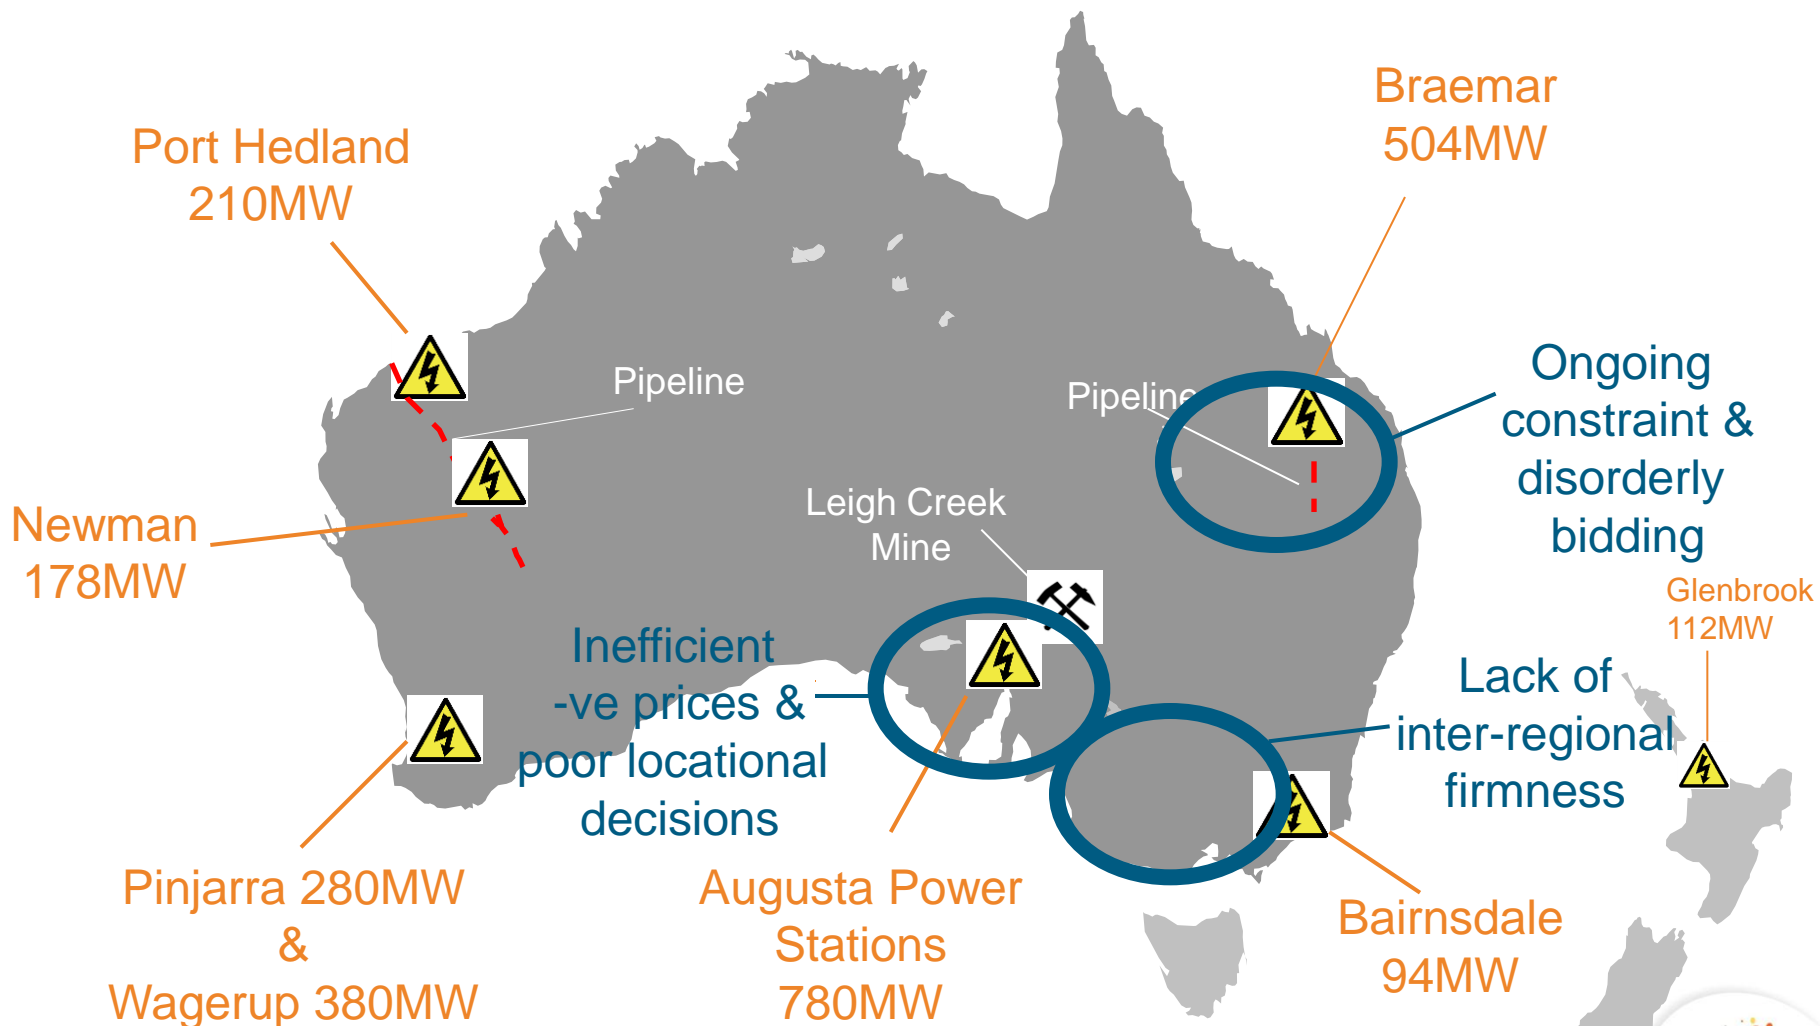 Braemar
504MW
Port Hedland
210MW
Pipeline
Pipeline
Ongoing
constraint &
disorderly
bidding
Leigh Creek
Mine
Newman
178MW
Glenbrook
112MW
Inefficient
-ve prices &
poor locational
decisions
Lack of
inter-regional
firmness
Pinjarra 280MW
&
Wagerup 380MW
Augusta Power
Stations
780MW
Bairnsdale
94MW